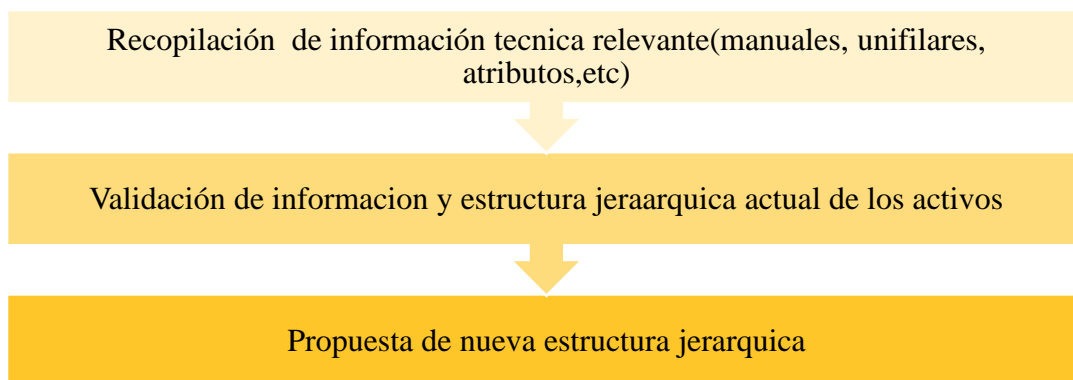 Recopilación de información tecnica relevante(manuales, unifilares,
atributos,etc)
Validación de informacion y estructura jeraarquica actual de los activos
Propuesta de nueva estructura jerarquica